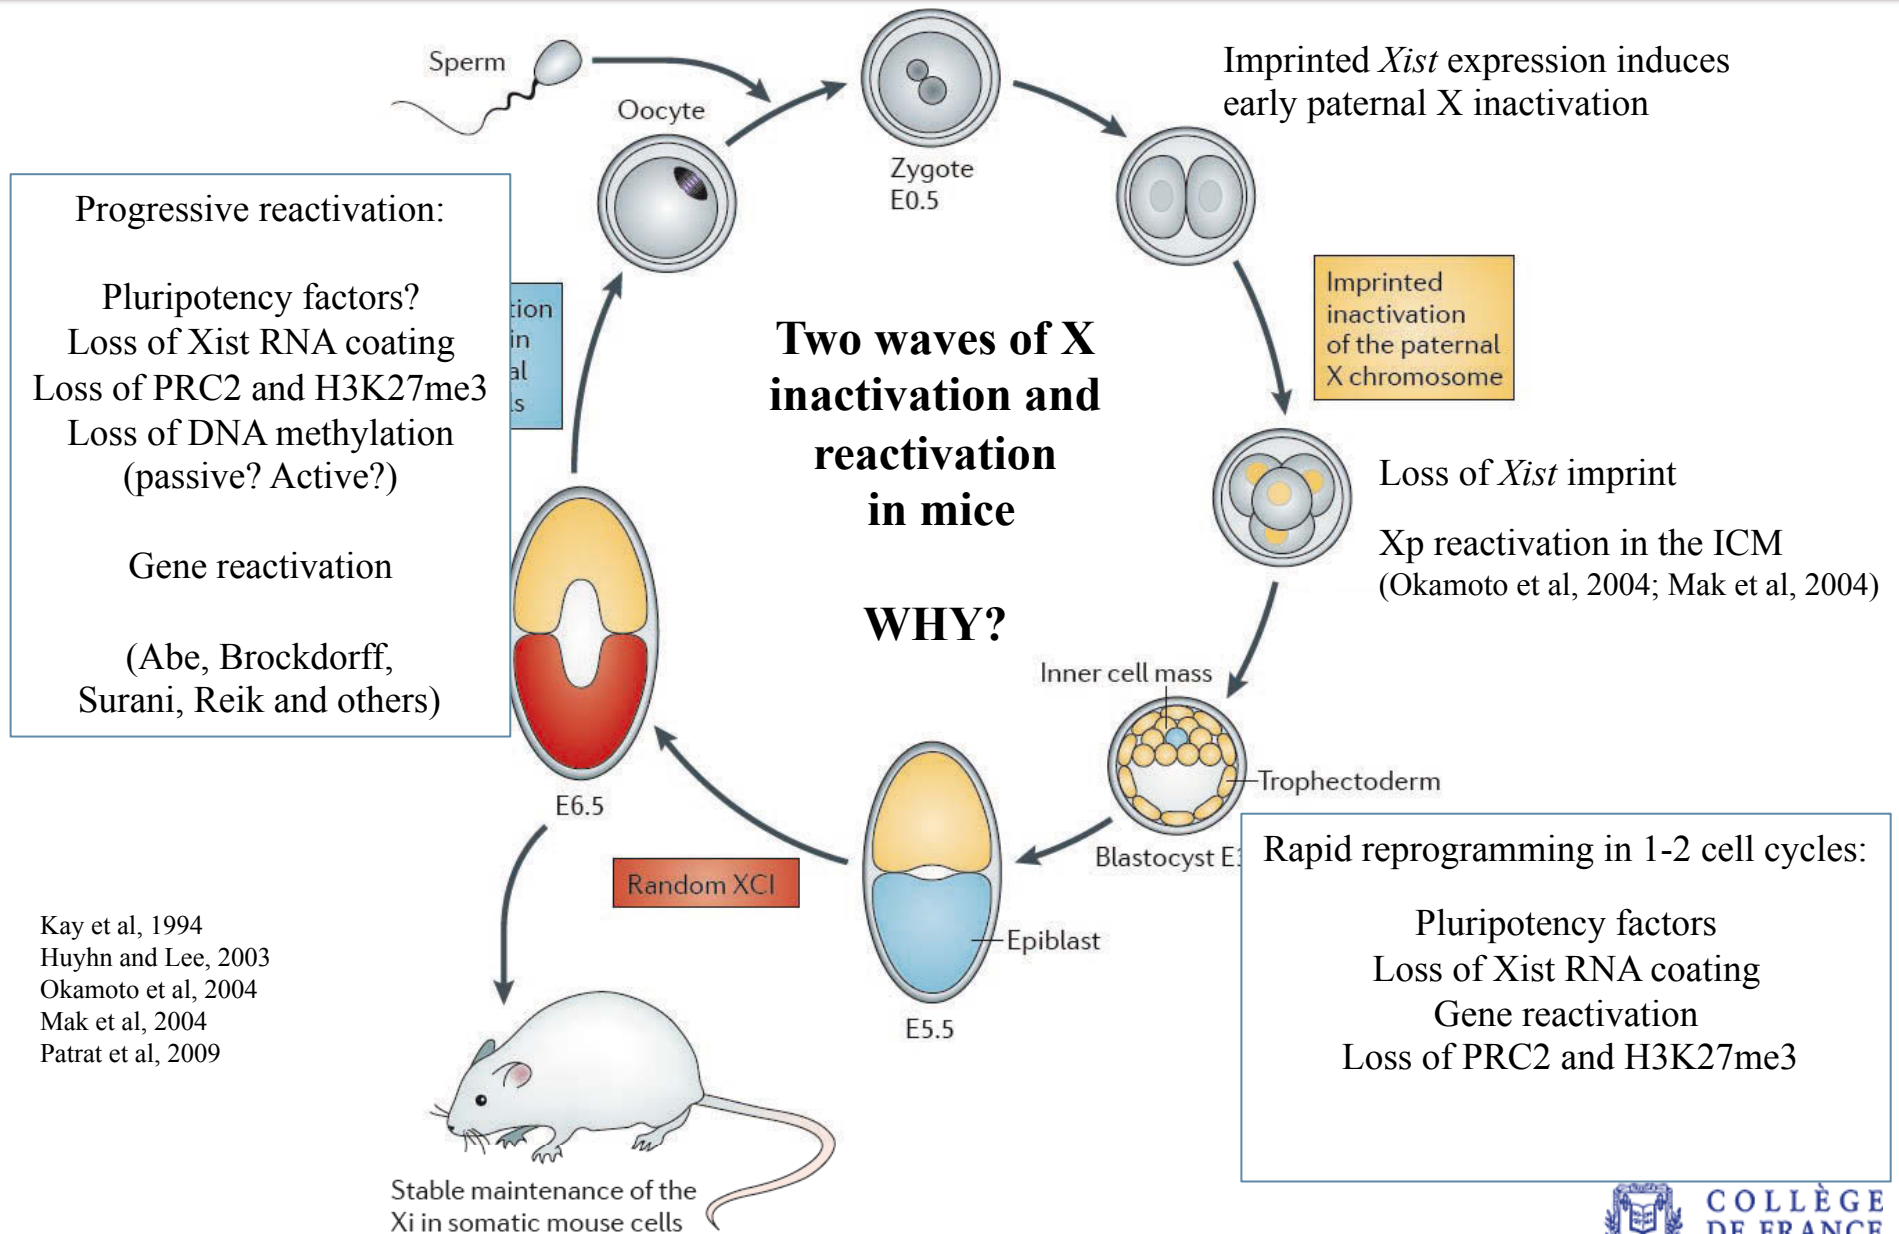 Sperm
Oocyte
Zygote
E0.5
Imprinted Xist expression induces
early paternal X inactivation
Progressive reactivation:
Pluripotency factors?
Loss of Xist RNA coating
Loss of PRC2 and H3K27me3
Loss of DNA methylation
(passive? Active?)
Gene reactivation
(Abe, Brockdorff,
Surani, Reik and others)
tion
in
al
s
Two waves of X
inactivation and
reactivation
in mice
WHY?
Imprinted
inactivation
of the paternal
X chromosome
Loss of Xist imprint
Xp reactivation in the ICM
(Okamoto et al, 2004; Mak et al, 2004)
Inner cell mass
Trophectoderm
Blastocyst E
E6.5
Random XCI
Epiblast
E5.5
Rapid reprogramming in 1-2 cell cycles:
Pluripotency factors
Loss of Xist RNA coating
Gene reactivation
Loss of PRC2 and H3K27me3
Kay et al, 1994
Huyhn and Lee, 2003
Okamoto et al, 2004
Mak et al, 2004
Patrat et al, 2009
Stable maintenance of the
Xi in somatic mouse cells
COLLÈGE
DE FRANCE